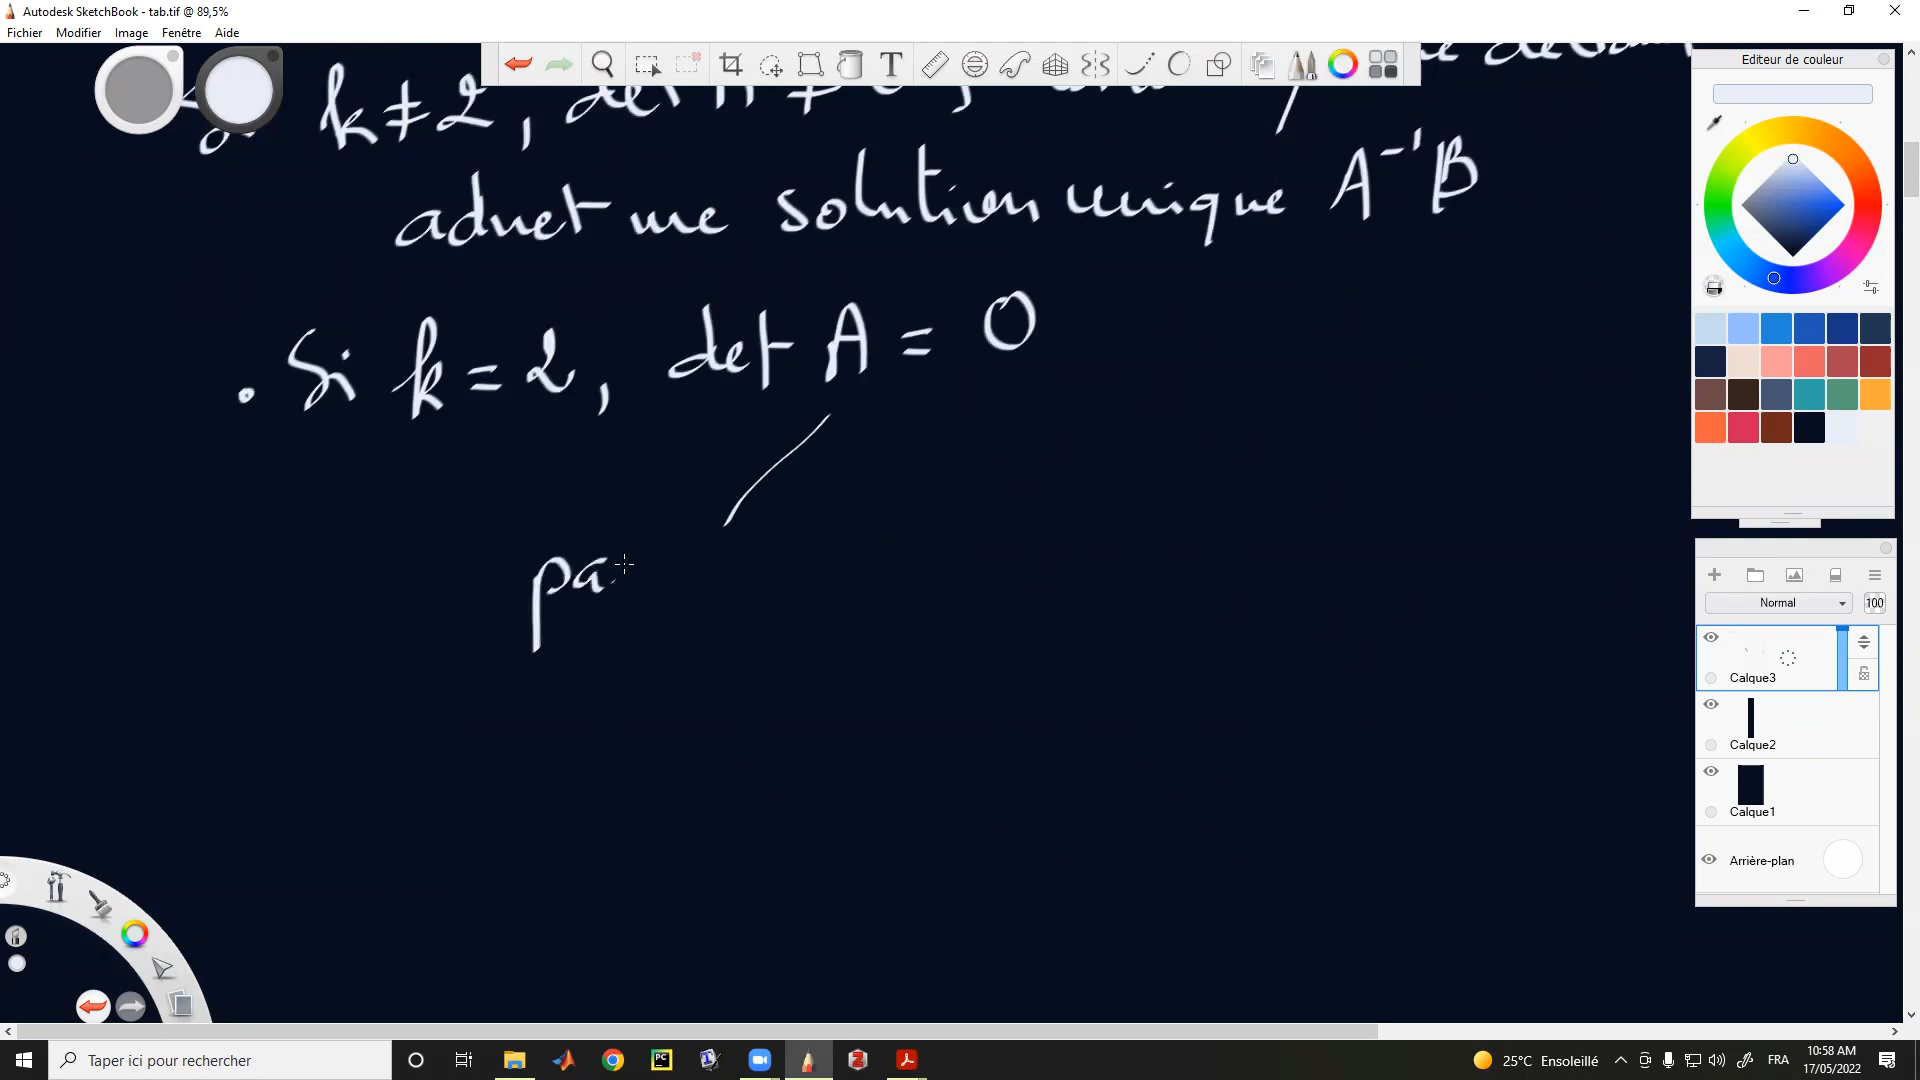 Autodesk SketchBook - tab.tif @ 89,5%
Fichier Modifier Image Fenêtre Aide
k≠2, det A ≠ 0,
admet une solution unique A⁻¹B
. Si k=2, det A = 0
pa
Editeur de couleur
Normal 100
Calque3
Calque2
Calque1
Arrière-plan
Taper ici pour rechercher
25°C Ensoleillé
FRA
10:58 AM
17/05/2022